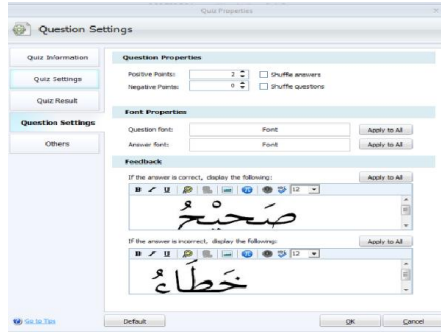 Quiz Properties
Question Settings
Quiz Information
Quiz Settings
Quiz Result
Question Settings
Others
Question Properties
Positive Points: 2 Shuffle answers
Negative Points: 0 Shuffle questions
Font Properties
Question font: Font Apply to All
Answer font: Font Apply to All
Feedback
If the answer is correct, display the following: Apply to All
B I U 12
صَحِيْحُ
If the answer is incorrect, display the following: Apply to All
B I U 12
خَطَاءُ
Go to Tips Default OK Cancel